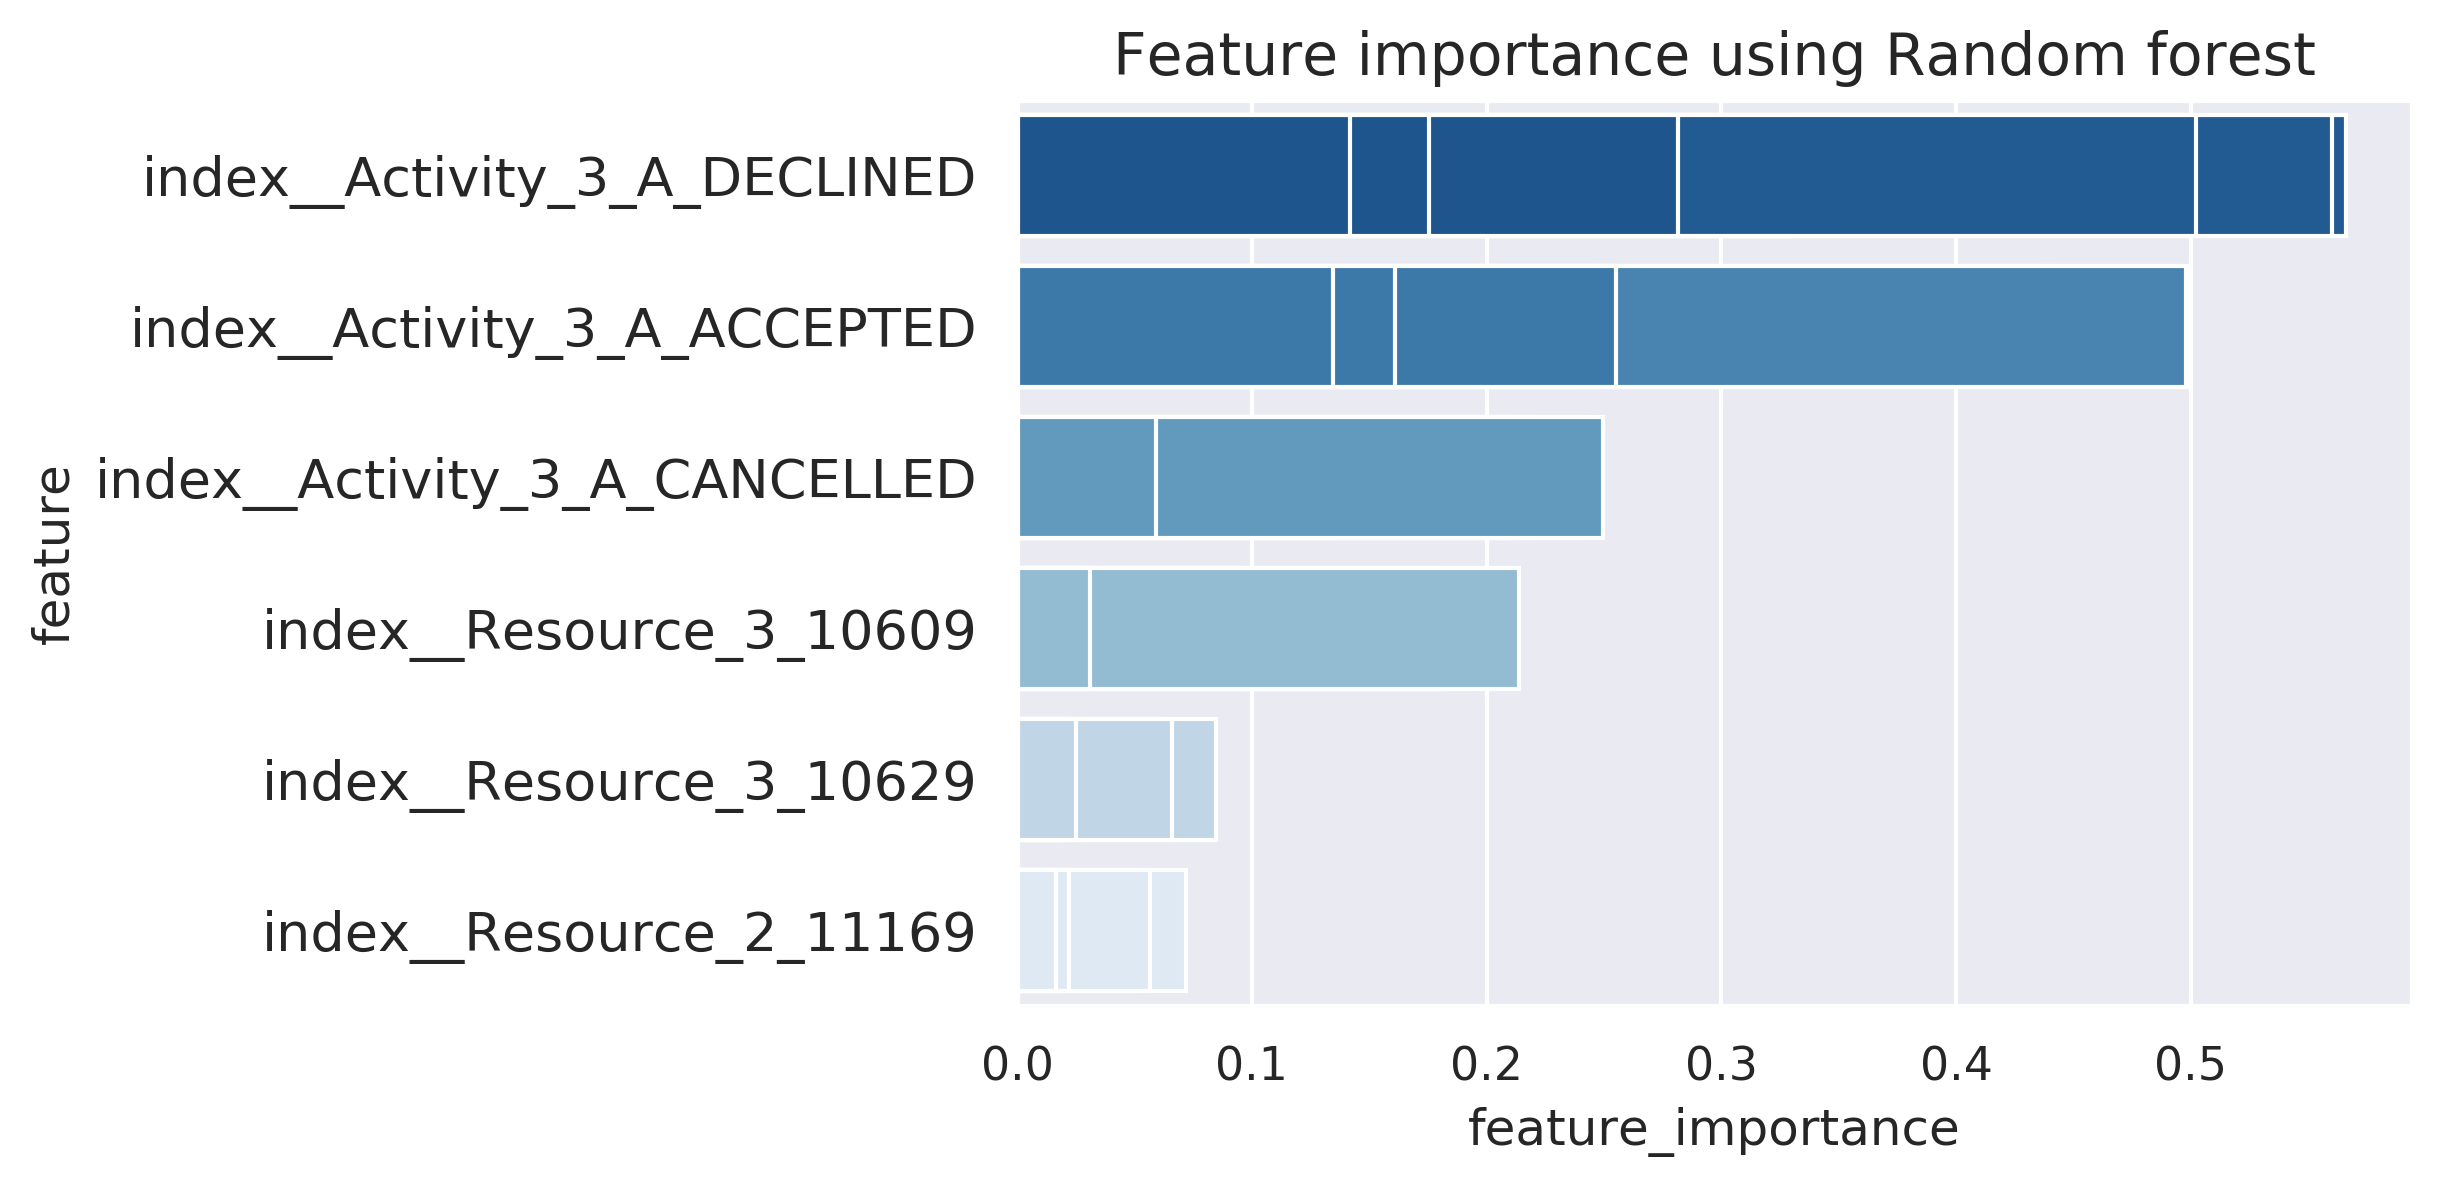 Feature importance using Random forest
feature
index__Activity_3_A_DECLINED
index__Activity_3_A_ACCEPTED
index__Activity_3_A_CANCELLED
index__Resource_3_10609
index__Resource_3_10629
index__Resource_2_11169
0.0 0.1 0.2 0.3 0.4 0.5
feature_importance